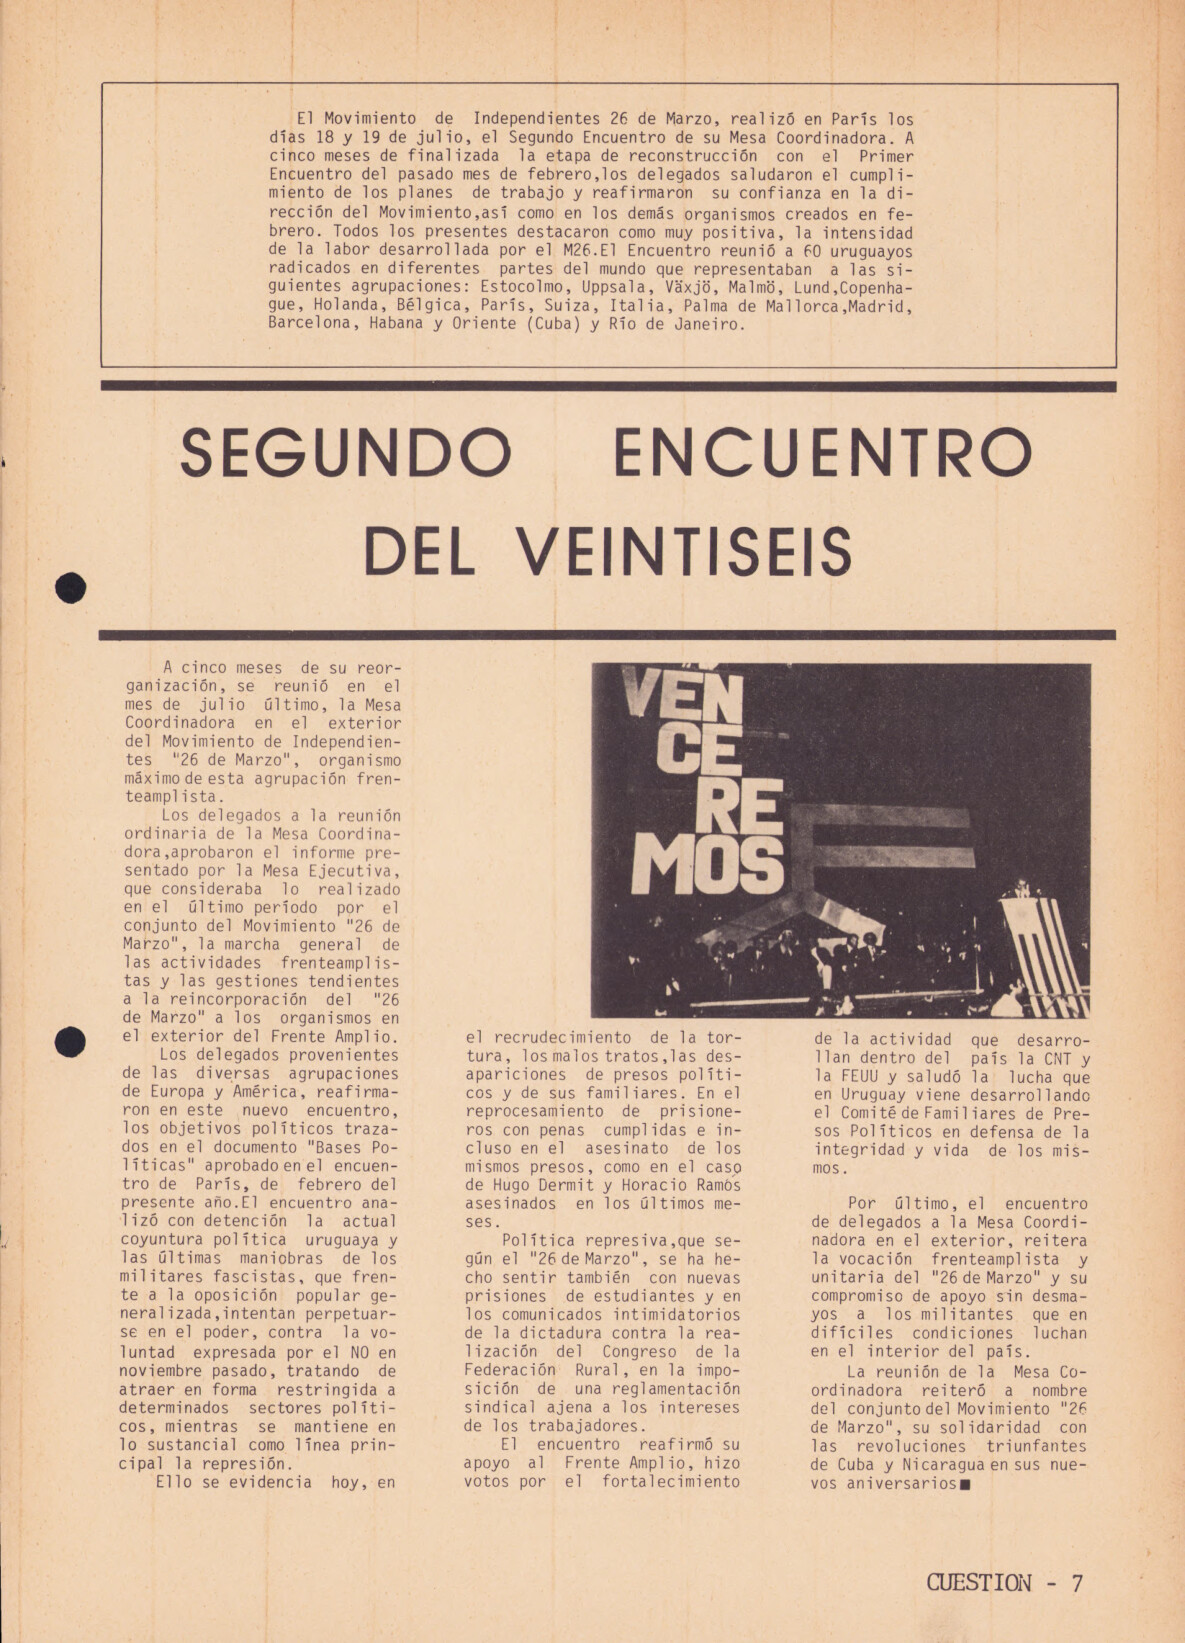 El Movimiento de Independientes 26 de Marzo, realizó en París los
días 18 y 19 de julio, el Segundo Encuentro de su Mesa Coordinadora. A
cinco meses de finalizada la etapa de reconstrucción con el Primer
Encuentro del pasado mes de febrero,los delegados saludaron el cumpli-
miento de los planes de trabajo y reafirmaron su confianza en la di-
rección del Movimiento,así como en los demás organismos creados en fe-
brero. Todos los presentes destacaron como muy positiva, la intensidad
de la labor desarrollada por el M26.El Encuentro reunió a 60 uruguayos
radicados en diferentes partes del mundo que representaban a las si-
guientes agrupaciones: Estocolmo, Uppsala, Växjö, Malmö, Lund,Copenha-
gue, Holanda, Bélgica, París, Suiza, Italia, Palma de Mallorca,Madrid,
Barcelona, Habana y Oriente (Cuba) y Río de Janeiro.
SEGUNDO ENCUENTRO
DEL VEINTISEIS
A cinco meses de su reor-
ganización, se reunió en el
mes de julio último, la Mesa
Coordinadora en el exterior
del Movimiento de Independien-
tes "26 de Marzo", organismo
máximo de esta agrupación fren-
teamplista.
Los delegados a la reunión
ordinaria de la Mesa Coordina-
dora,aprobaron el informe pre-
sentado por la Mesa Ejecutiva,
que consideraba lo realizado
en el último período por el
conjunto del Movimiento "26 de
Marzo", la marcha general de
las actividades frenteamplis-
tas y las gestiones tendientes
a la reincorporación del "26
de Marzo" a los organismos en
el exterior del Frente Amplio.
Los delegados provenientes
de las diversas agrupaciones
de Europa y América, reafirma-
ron en este nuevo encuentro,
los objetivos políticos traza-
dos en el documento "Bases Po-
líticas" aprobado en el encuen-
tro de París, de febrero del
presente año.El encuentro ana-
lizó con detención la actual
coyuntura política uruguaya y
las últimas maniobras de los
militares fascistas, que fren-
te a la oposición popular ge-
neralizada,intentan perpetuar-
se en el poder, contra la vo-
luntad expresada por el NO en
noviembre pasado, tratando de
atraer en forma restringida a
determinados sectores políti-
cos, mientras se mantiene en
lo sustancial como línea prin-
cipal la represión.
Ello se evidencia hoy, en
VEN
CE
RE
MOS
el recrudecimiento de la tor-
tura, los malos tratos,las des-
apariciones de presos políti-
cos y de sus familiares. En el
reprocesamiento de prisione-
ros con penas cumplidas e in-
cluso en el asesinato de los
mismos presos, como en el caso
de Hugo Dermit y Horacio Ramos
asesinados en los últimos me-
ses.
Política represiva,que se-
gún el "26 de Marzo", se ha he-
cho sentir también con nuevas
prisiones de estudiantes y en
los comunicados intimidatorios
de la dictadura contra la rea-
lización del Congreso de la
Federación Rural, en la impo-
sición de una reglamentación
sindical ajena a los intereses
de los trabajadores.
El encuentro reafirmó su
apoyo al Frente Amplio, hizo
votos por el fortalecimiento
de la actividad que desarro-
llan dentro del país la CNT y
la FEUU y saludó la lucha que
en Uruguay viene desarrollando
el Comité de Familiares de Pre-
sos Políticos en defensa de la
integridad y vida de los mis-
mos.
Por último, el encuentro
de delegados a la Mesa Coordi-
nadora en el exterior, reitera
la vocación frenteamplista y
unitaria del "26 de Marzo" y su
compromiso de apoyo sin desma-
yos a los militantes que en
difíciles condiciones luchan
en el interior del país.
La reunión de la Mesa Co-
ordinadora reiteró a nombre
del conjunto del Movimiento "26
de Marzo", su solidaridad con
las revoluciones triunfantes
de Cuba y Nicaragua en sus nue-
vos aniversarios■
CUESTION - 7